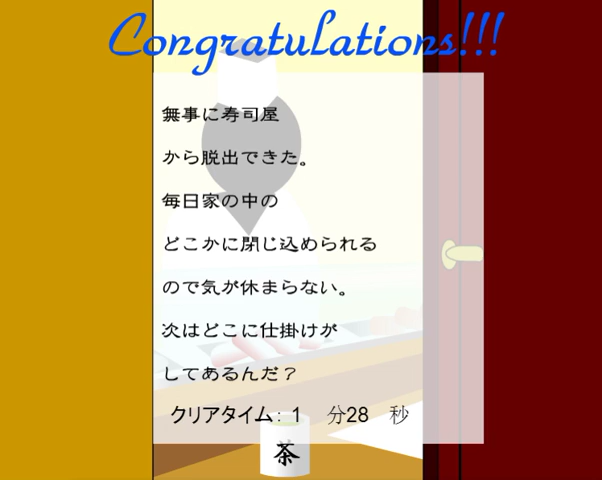 Congratulations!!!
無事に寿司屋
から脱出できた。
毎日家の中の
どこかに閉じ込められる
ので気が休まらない。
次はどこに仕掛けが
してあるんだ？
クリアタイム: 1 分28 秒
茶